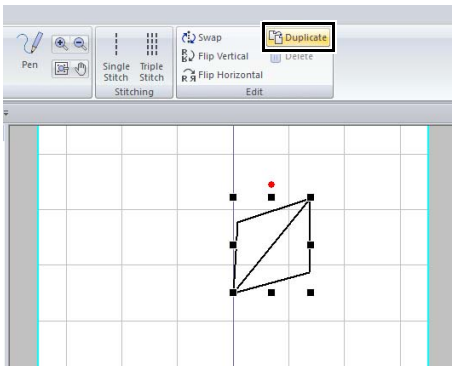 Swap
Duplicate
Pen
Single Stitch
Triple Stitch
Flip Vertical
Delete
Flip Horizontal
Stitching
Edit